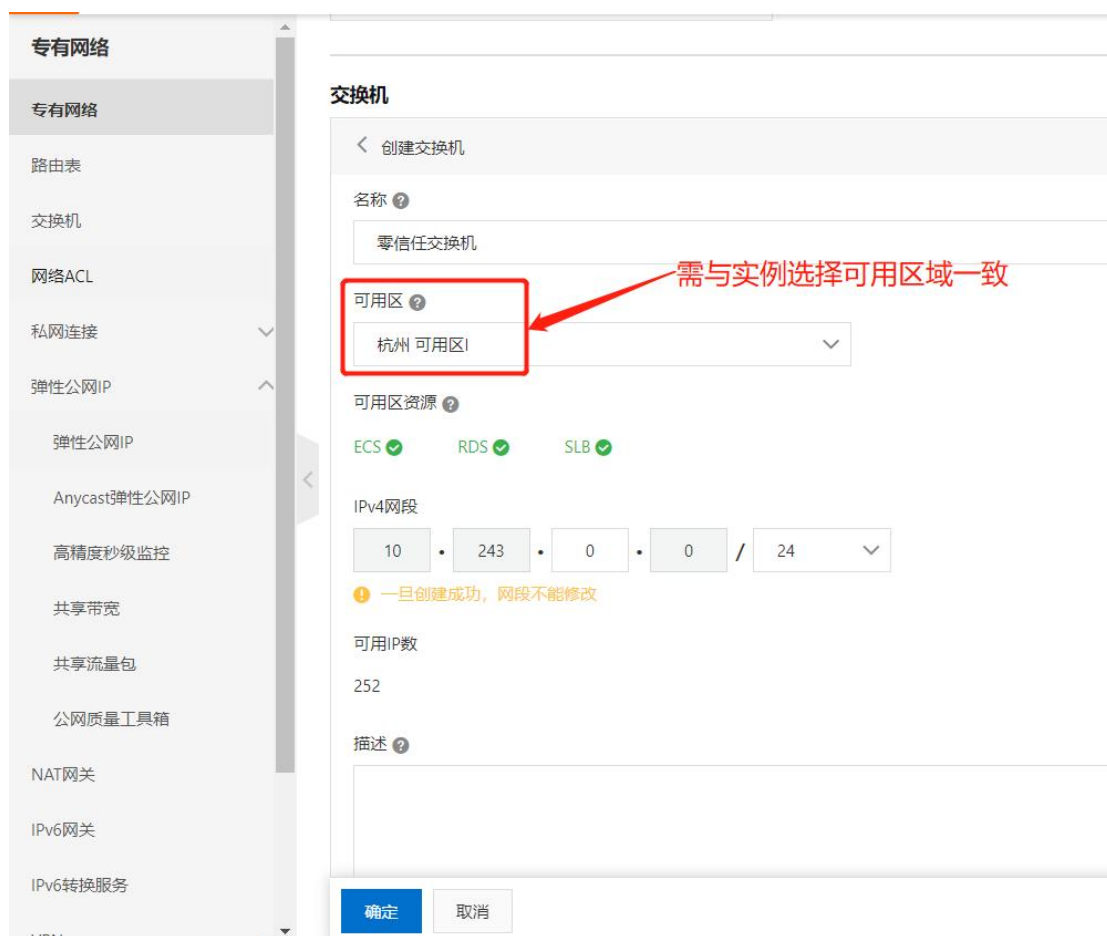 专有网络
专有网络
路由表
交换机
网络ACL
私网连接
弹性公网IP
弹性公网IP
Anycast弹性公网IP
高精度秒级监控
共享带宽
共享流量包
公网质量工具箱
NAT网关
IPv6网关
IPv6转换服务
交换机
创建交换机
名称
零信任交换机
需与实例选择可用区域一致
可用区
杭州 可用区I
可用区资源
ECS RDS SLB
IPv4网段
10 • 243 • 0 • 0 / 24
一旦创建成功，网段不能修改
可用IP数
252
描述
确定 取消